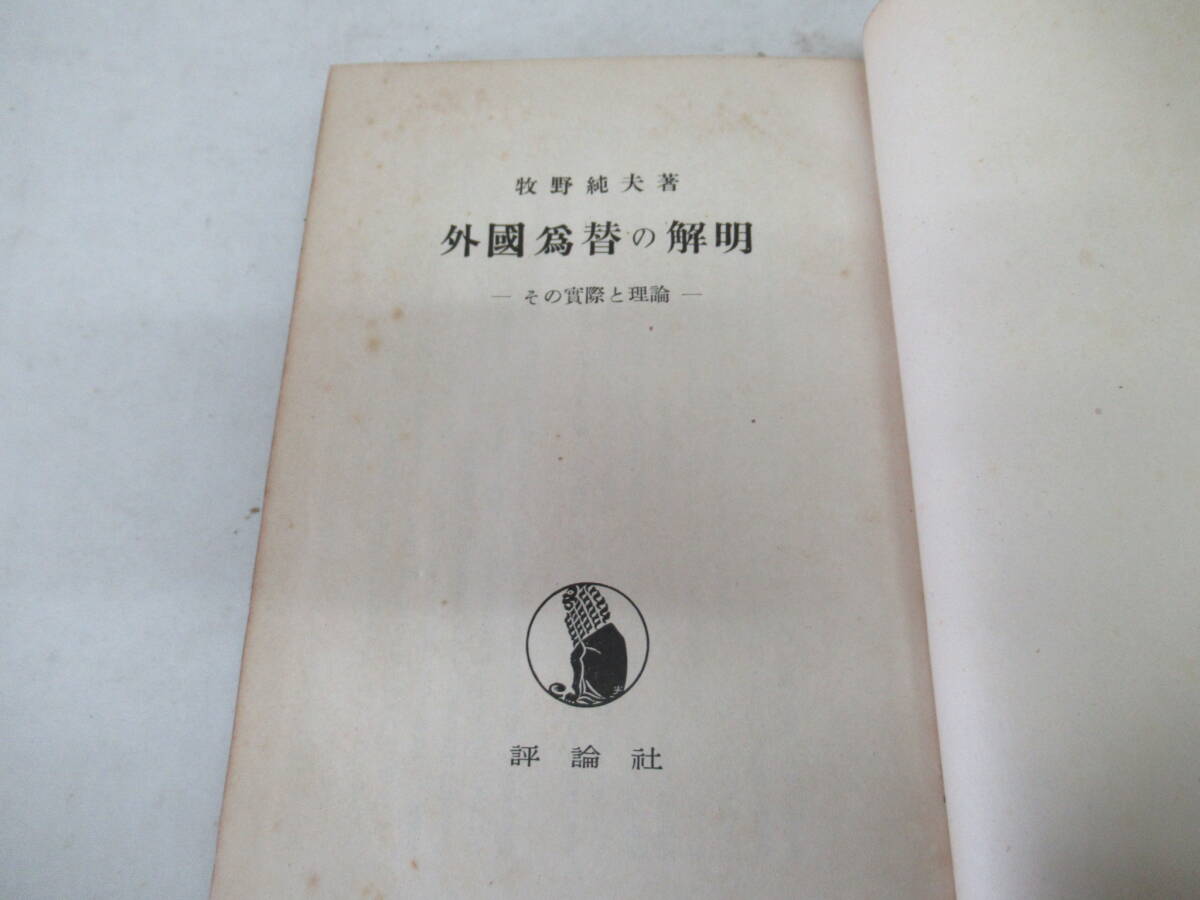 牧野純夫著
外國爲替の解明
― その實際と理論 ―
評論社